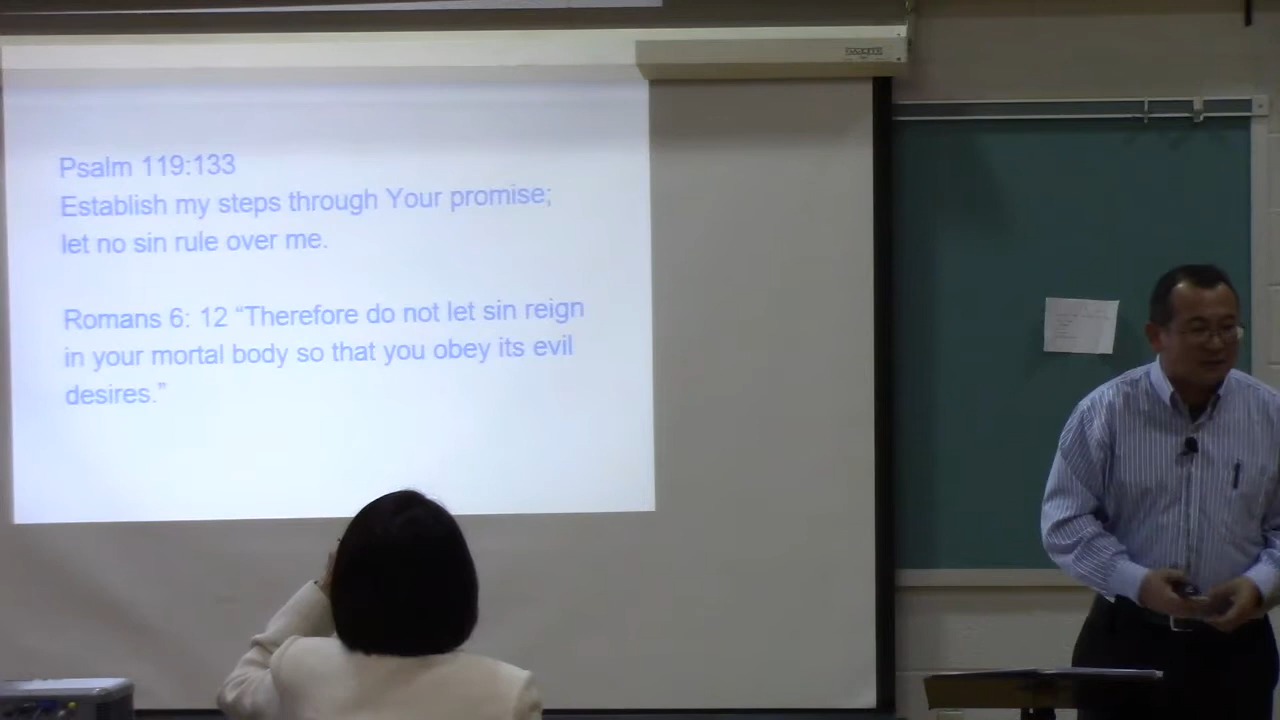 Psalm 119:133
Establish my steps through Your promise;
let no sin rule over me.
Romans 6: 12 “Therefore do not let sin reign
in your mortal body so that you obey its evil
desires.”